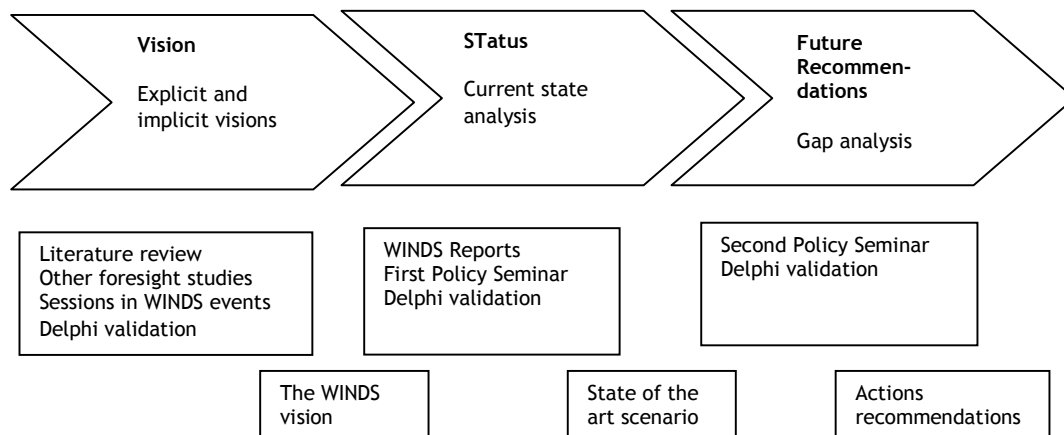 Vision
Explicit and
implicit visions
STatus
Current state
analysis
Future
Recommen-
dations
Gap analysis
Literature review
Other foresight studies
Sessions in WINDS events
Delphi validation
WINDS Reports
First Policy Seminar
Delphi validation
Second Policy Seminar
Delphi validation
The WINDS
vision
State of the
art scenario
Actions
recommendations